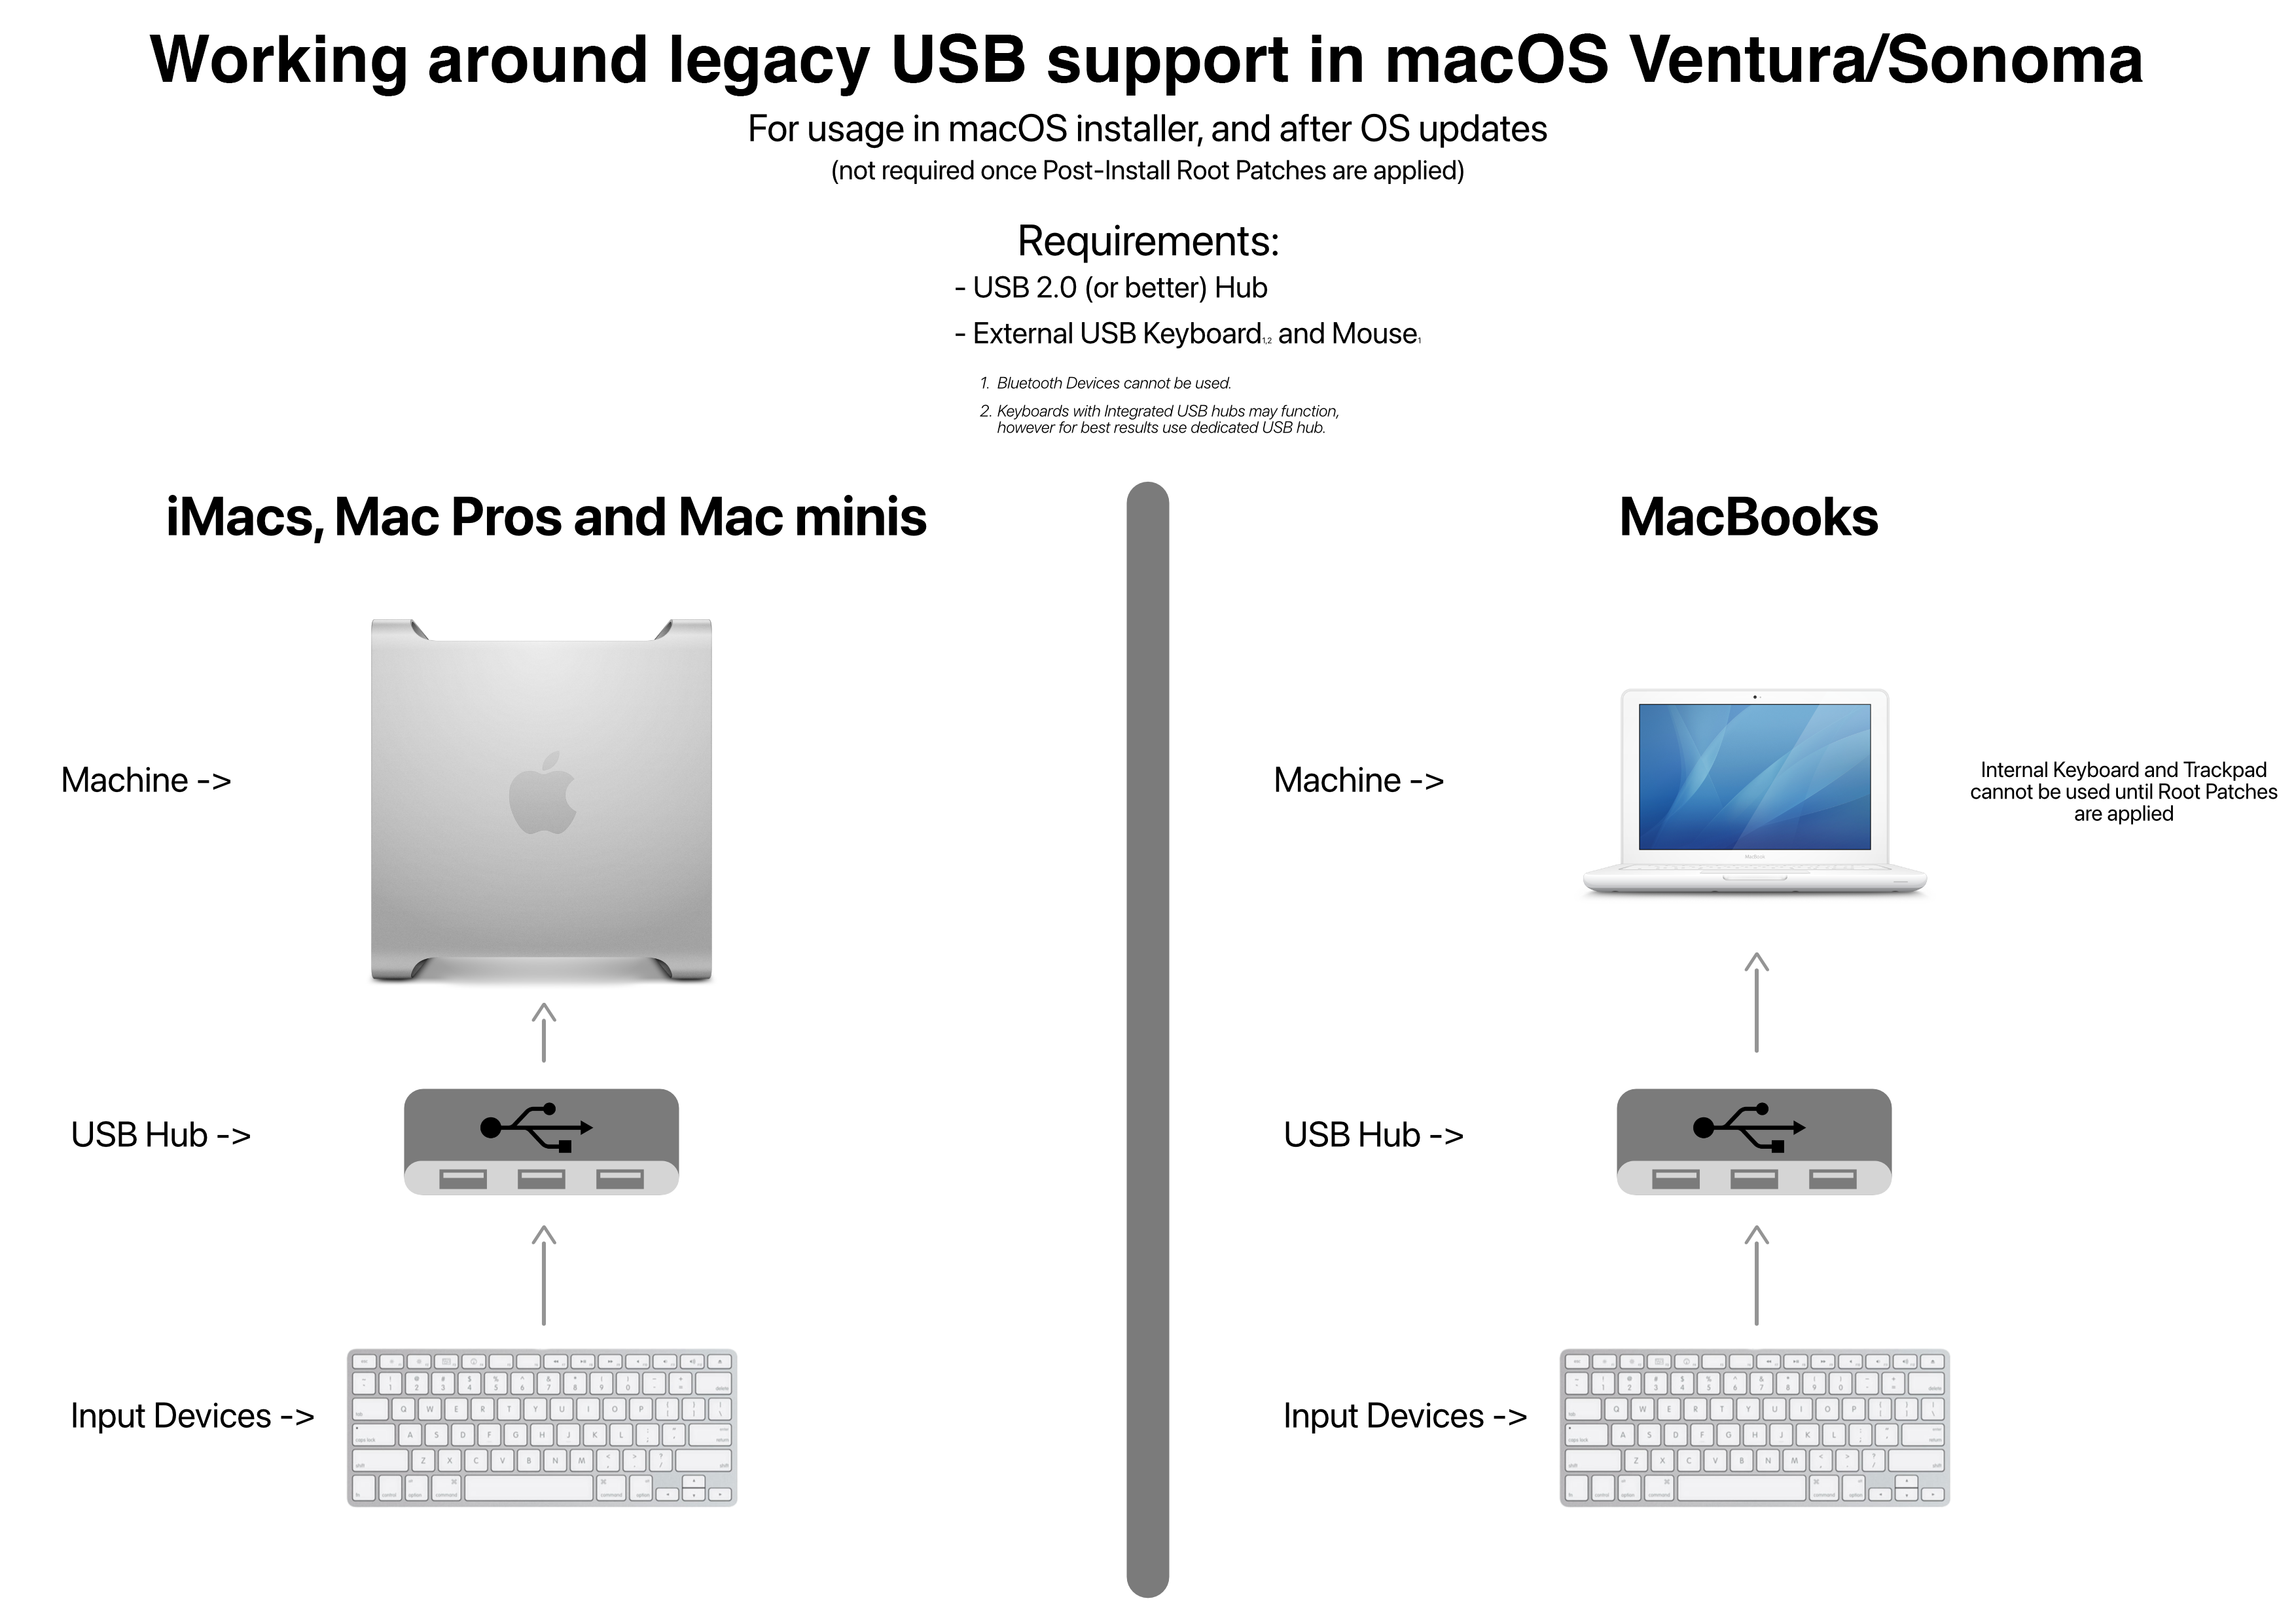 Working around legacy USB support in macOS Ventura/Sonoma
For usage in macOS installer, and after OS updates
(not required once Post-Install Root Patches are applied)
Requirements:
- USB 2.0 (or better) Hub
- External USB Keyboard1,2 and Mouse1
1. Bluetooth Devices cannot be used.
2. Keyboards with Integrated USB hubs may function,
however for best results use dedicated USB hub.
iMacs, Mac Pros and Mac minis
Machine ->
USB Hub ->
Input Devices ->
MacBooks
Machine ->
MacBook
Internal Keyboard and Trackpad
cannot be used until Root Patches
are applied
USB Hub ->
Input Devices ->